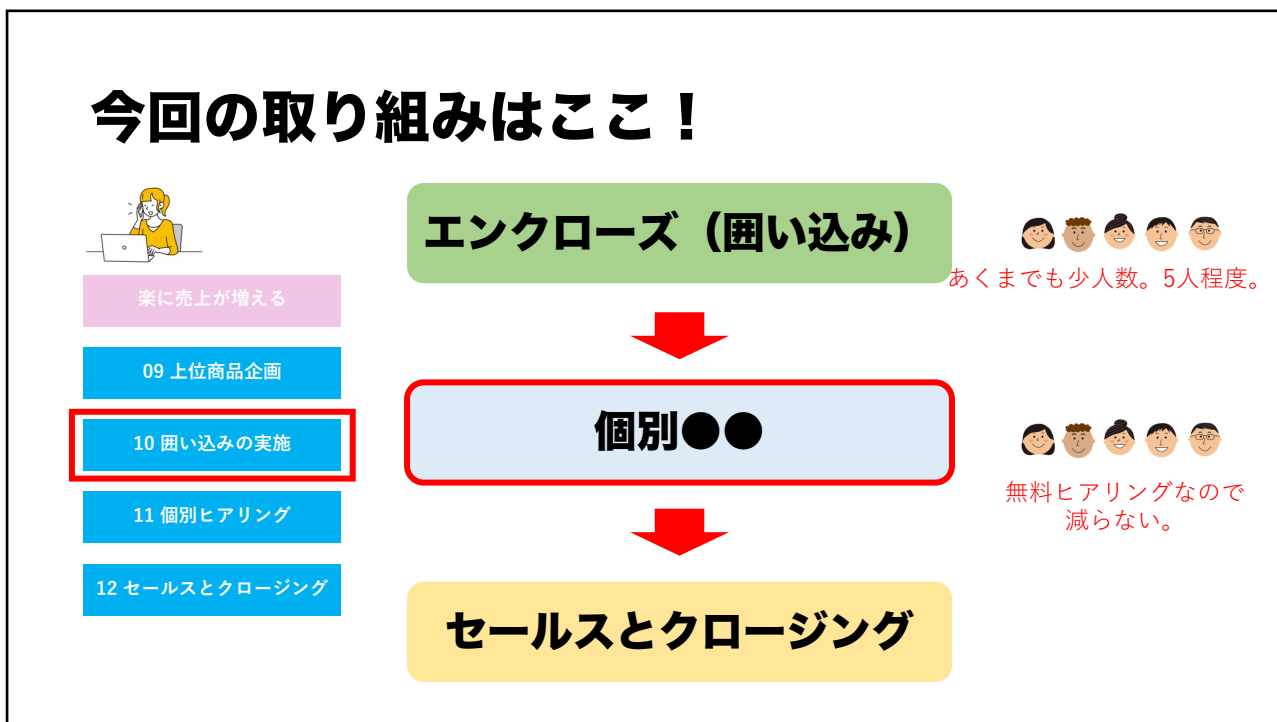 今回の取り組みはここ！
楽に売上が増える
09 上位商品企画
10 囲い込みの実施
11 個別ヒアリング
12 セールスとクロージング
エンクローズ（囲い込み）
あくまでも少人数。5人程度。
個別●●
無料ヒアリングなので
減らない。
セールスとクロージング